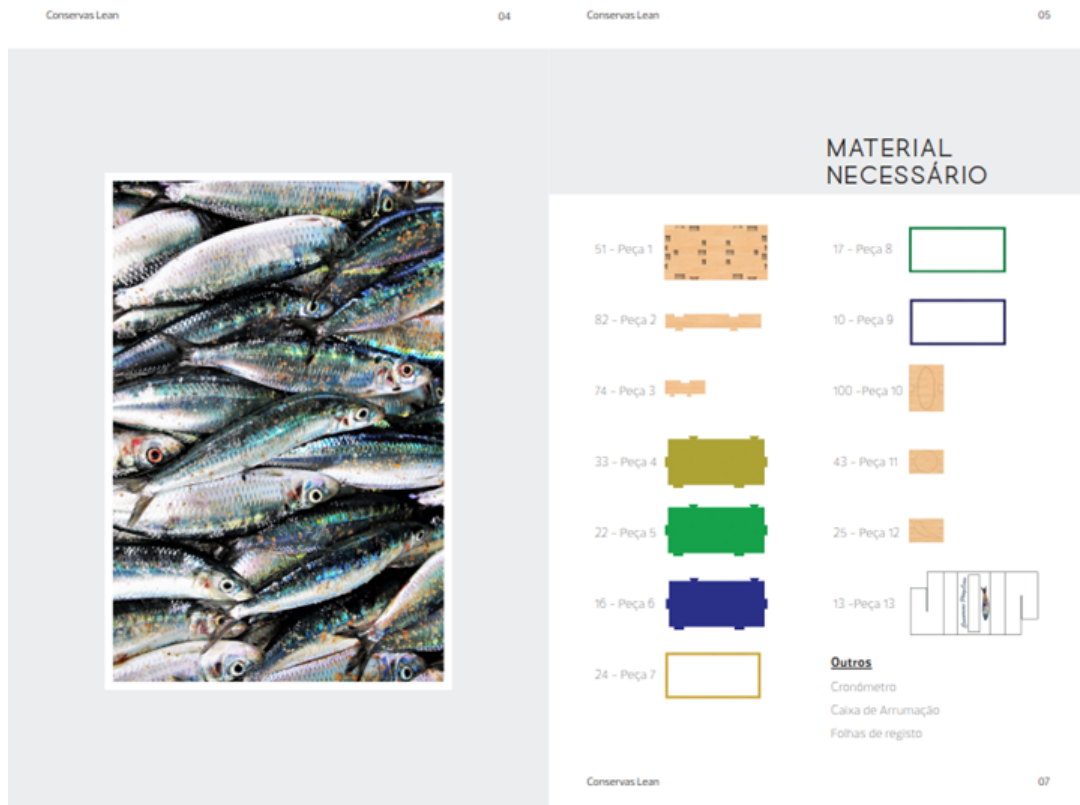 Conservas Lean
04
Conservas Lean
05
MATERIAL
NECESSÁRIO
51 - Peça 1
82 - Peça 2
74 - Peça 3
33 - Peça 4
22 - Peça 5
16 - Peça 6
24 - Peça 7
17 - Peça 8
10 - Peça 9
100 -Peça 10
43 - Peça 11
25 - Peça 12
13 -Peça 13
Outros
Cronómetro
Caixa de Arrumação
Folhas de registo
Conservas Lean
07